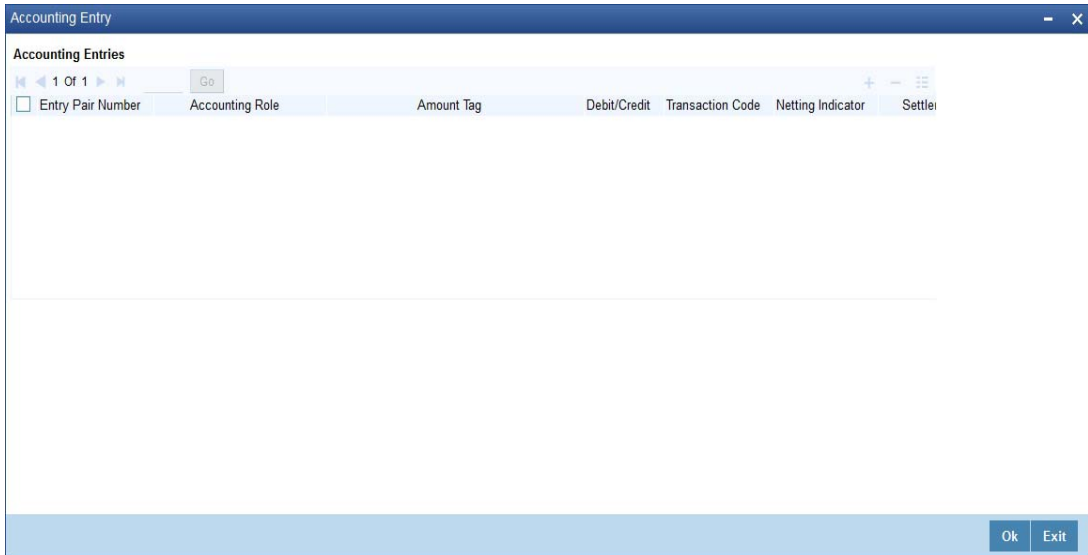 Accounting Entry
Accounting Entries
1 Of 1 Go
Entry Pair Number Accounting Role Amount Tag Debit/Credit Transaction Code Netting Indicator Settler
Ok Exit